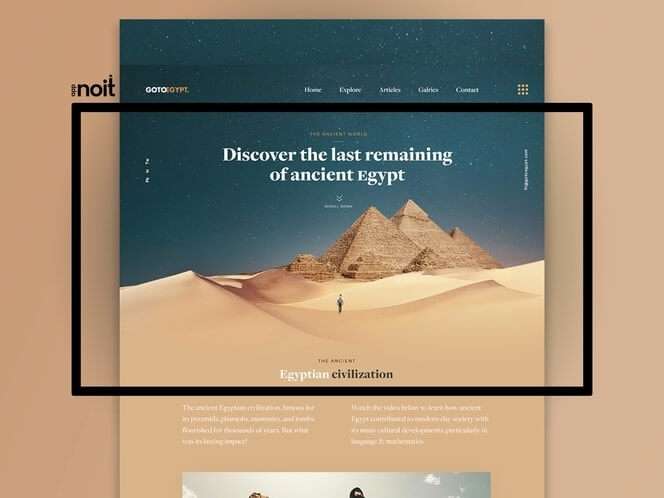 app noit
GOTOEGYPT.
Home Explore Articles Galries Contact
THE ANCIENT WORLD
Discover the last remaining
of ancient Egypt
SCROLL DOWN
THE ANCIENT
Egyptian civilization
The ancient Egyptian civilization, famous for
its pyramids, pharaohs, mummies, and tombs,
flourished for thousands of years. But what
was its lasting impact?
Watch the video below to learn how ancient
Egypt contributed to modern-day society with
its many cultural developments, particularly in
language & mathematics.